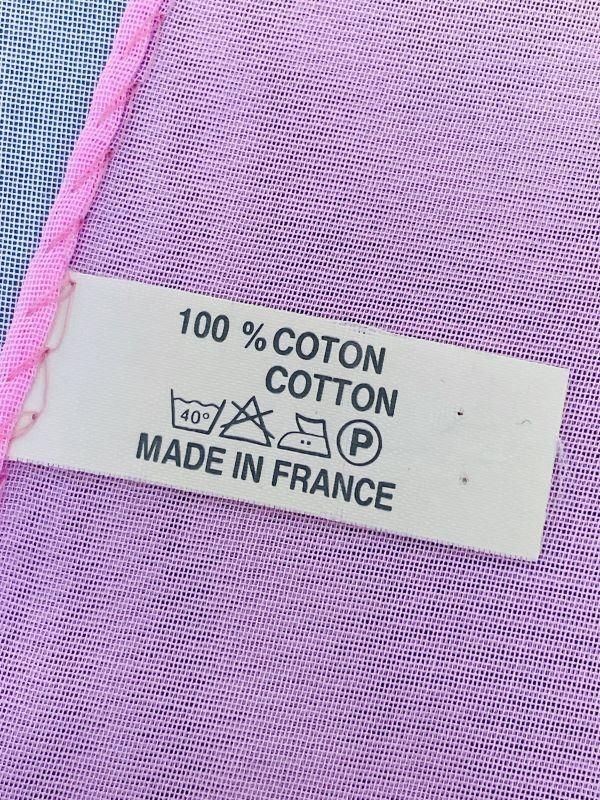 100 % COTON
COTTON
40° P
MADE IN FRANCE